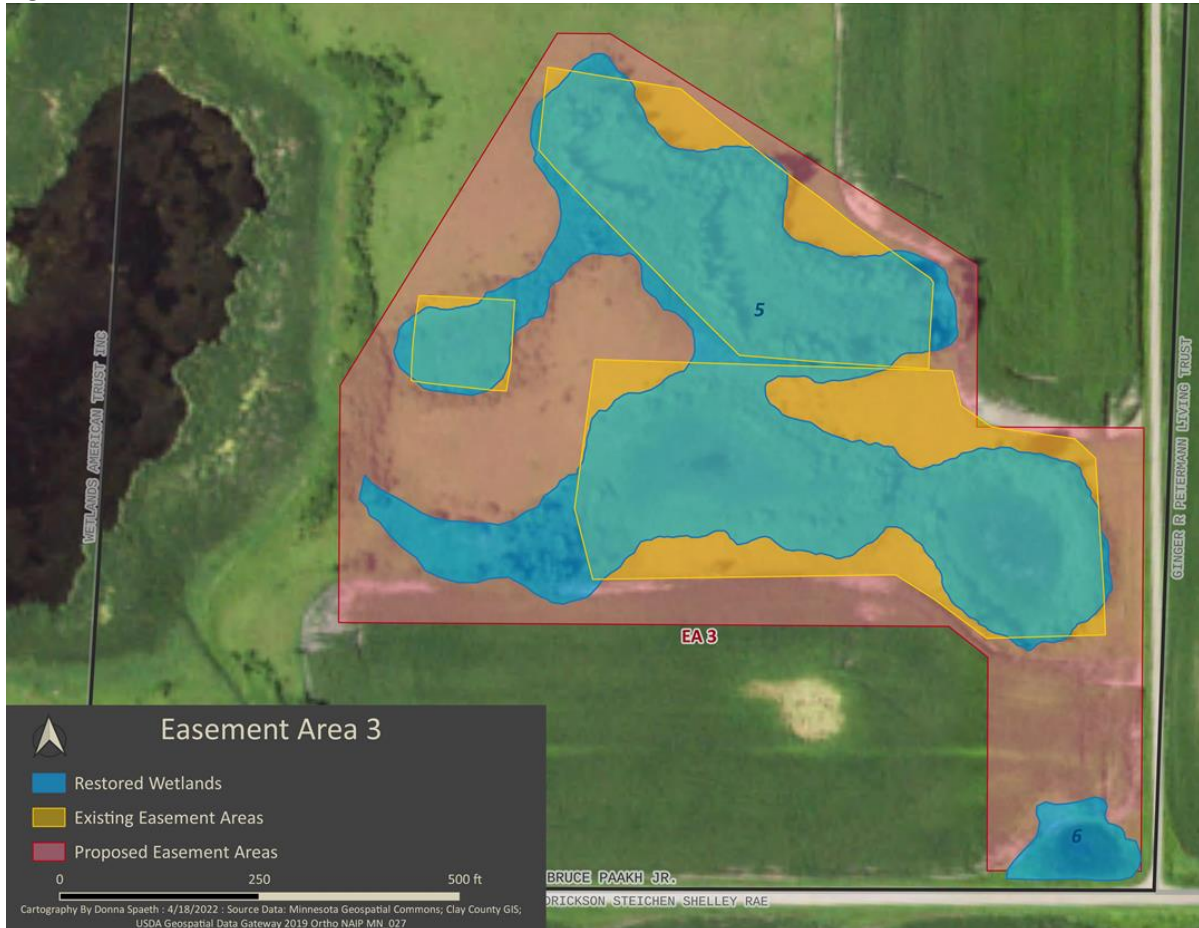 WETLANDS AMERICAN TRUST INC
5
GINGER R PETERMANN LIVING TRUST
EA 3
6
BRUCE PAAKH JR.
DRICKSON STEICHEN SHELLEY RAE
Easement Area 3
Restored Wetlands
Existing Easement Areas
Proposed Easement Areas
0 250 500 ft
Cartography By Donna Spaeth : 4/18/2022 : Source Data: Minnesota Geospatial Commons; Clay County GIS;
USDA Geospatial Data Gateway 2019 Ortho NAIP MN_027